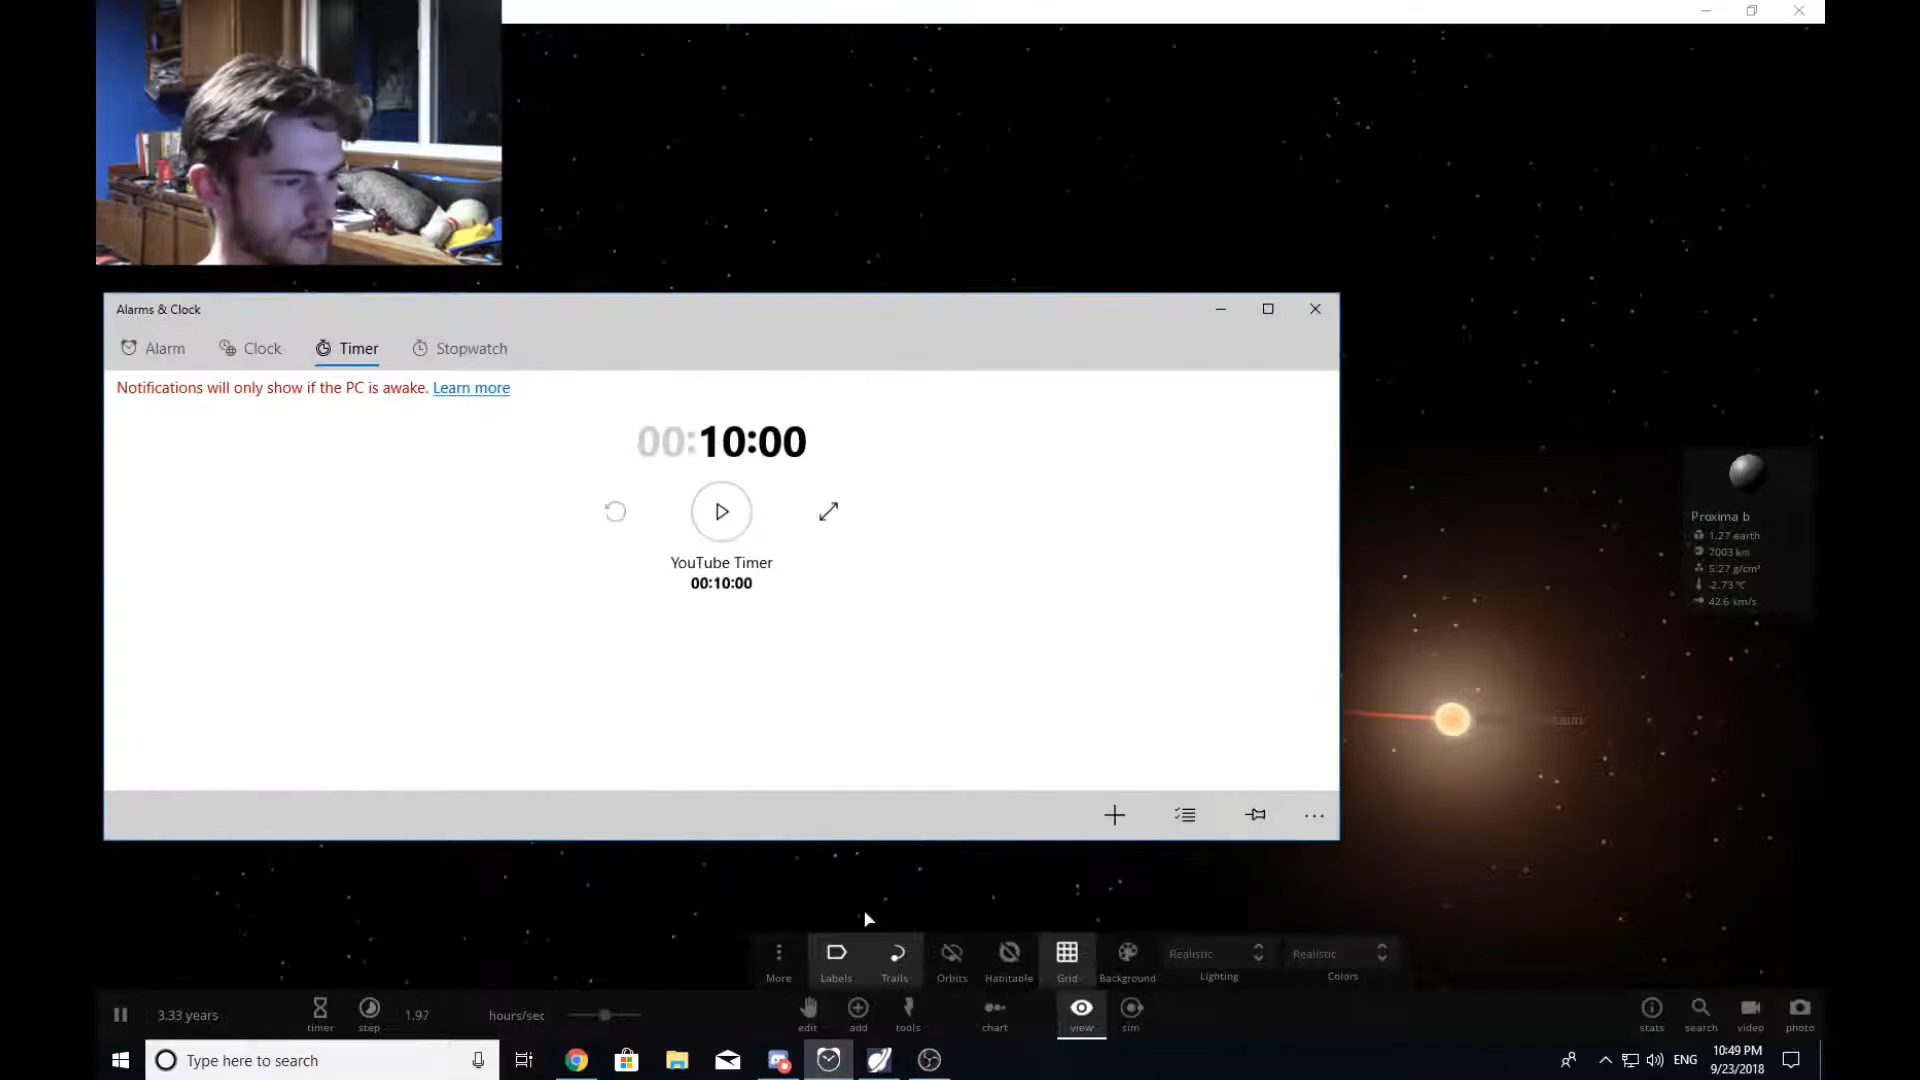 Alarms & Clock
Alarm Clock Timer Stopwatch
Notifications will only show if the PC is awake. Learn more
00:10:00
YouTube Timer
00:10:00
Proxima b
1.27 earth
7003 km
5.27 g/cm³
-2.73 °C
42.6 km/s
Realistic Realistic
More Labels Trails Orbits Habitable Grid Background Lighting Colors
3.33 years 1.97 hours/sec
timer step edit add tools chart view sim stats search video photo
Type here to search
ENG
10:49 PM
9/23/2018